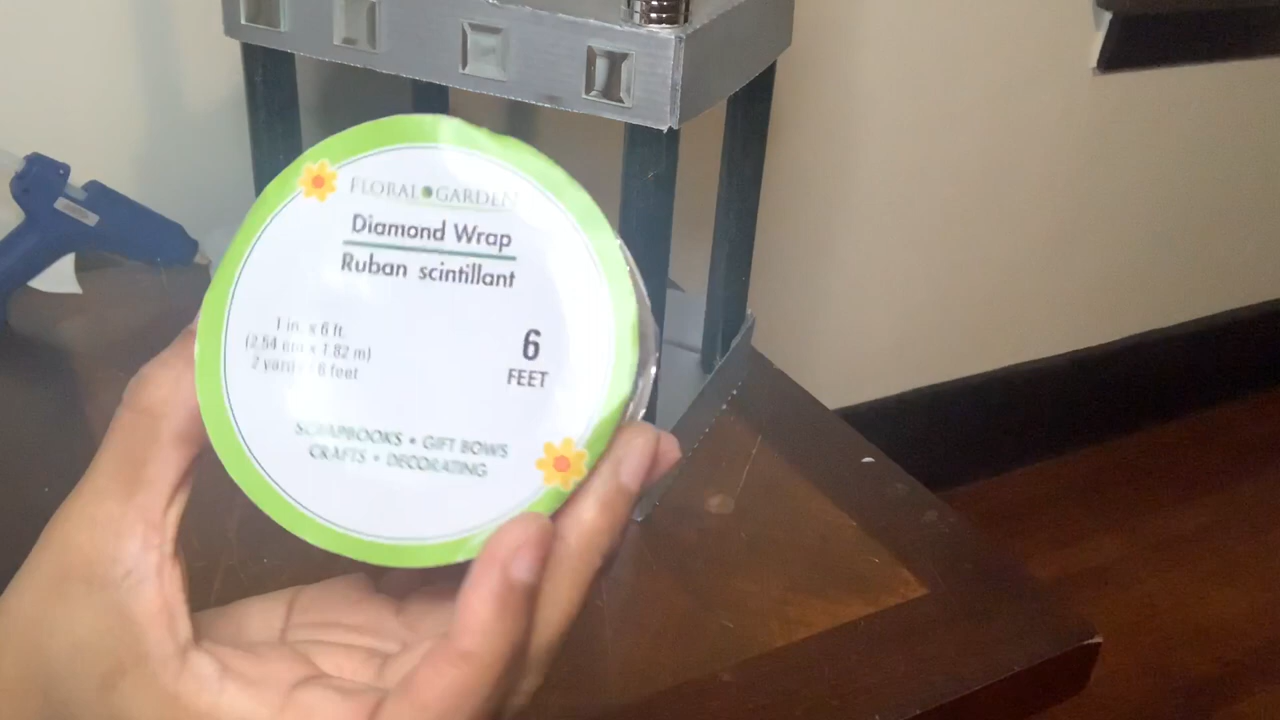 FLORAL GARDEN
Diamond Wrap
Ruban scintillant
1 in. x 6 ft.
(2.54 cm x 1.82 m)
2 yards 6 feet
6
FEET
SCRAPBOOKS • GIFT BOWS
CRAFTS • DECORATING